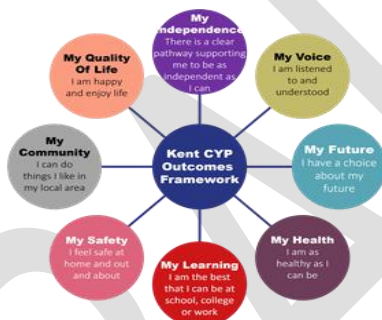 My
Independence
There is a clear
pathway supporting
me to be as
independent as
I can
My Voice
I am listened
to and
understood
My Future
I have a choice
about my
future
My Health
I am as
healthy as I
can be
My Learning
I am the best
that I can be at
school, college
or work
My Safety
I feel safe at
home and out
and about
My
Community
I can do
things I like in
my local area
My Quality
Of Life
I am happy
and enjoy life
Kent CYP
Outcomes
Framework